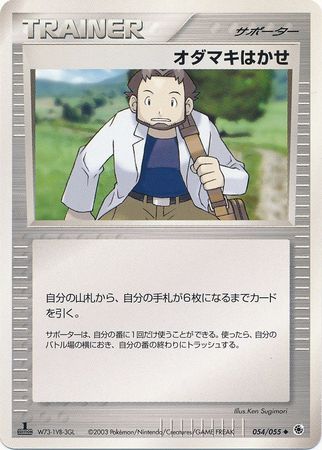 TRAINER
サポーター
オダマキはかせ
自分の山札から、自分の手札が6枚になるまでカード
を引く。
サポーターは、自分の番に1回だけ使うことができる。使ったら、自分の
バトル場の横におき、自分の番の終わりにトラッシュする。
Illus.Ken Sugimori
1
EDITION
W73-1VB-3GL
©2003 Pokémon/Nintendo/Creatures/GAME FREAK
054/055 ◆